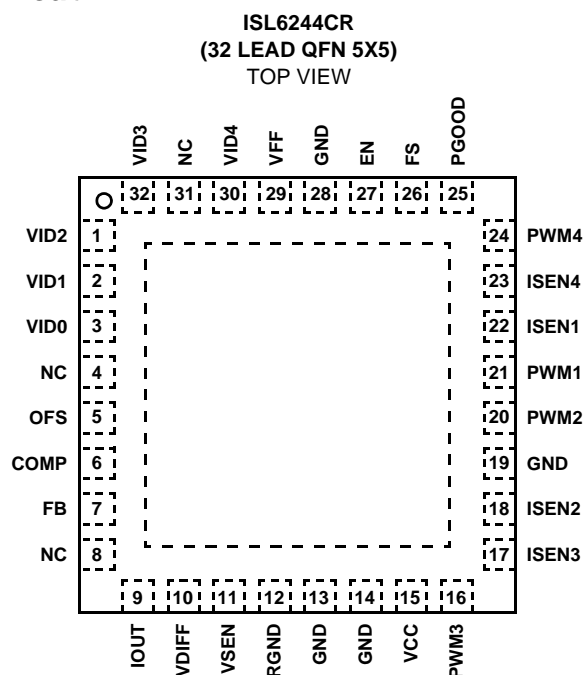 ISL6244CR
(32 LEAD QFN 5X5)
TOP VIEW
VID3
NC
VID4
VFF
GND
EN
FS
PGOOD
32 31 30 29 28 27 26 25
VID2 1
VID1 2
VID0 3
NC 4
OFS 5
COMP 6
FB 7
NC 8
24 PWM4
23 ISEN4
22 ISEN1
21 PWM1
20 PWM2
19 GND
18 ISEN2
17 ISEN3
9 10 11 12 13 14 15 16
IOUT
VDIFF
VSEN
RGND
GND
GND
VCC
PWM3